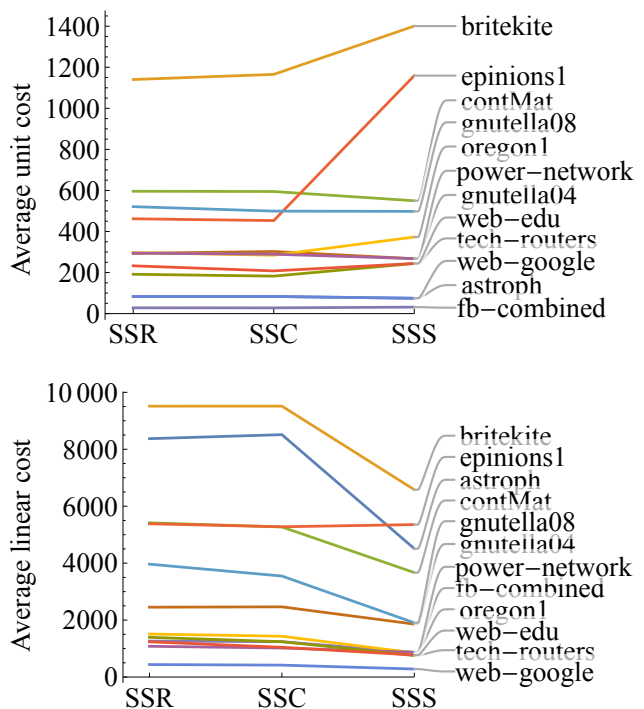 1400
1200
1000
800
600
400
200
0
Average unit cost
SSR SSC SSS
britekite
epinions1
contMat
gnutella08
oregon1
power-network
gnutella04
web-edu
tech-routers
web-google
astroph
fb-combined
10 000
8000
6000
4000
2000
0
Average linear cost
SSR SSC SSS
britekite
epinions1
astroph
contMat
gnutella08
gnutella04
power-network
fb-combined
oregon1
web-edu
tech-routers
web-google